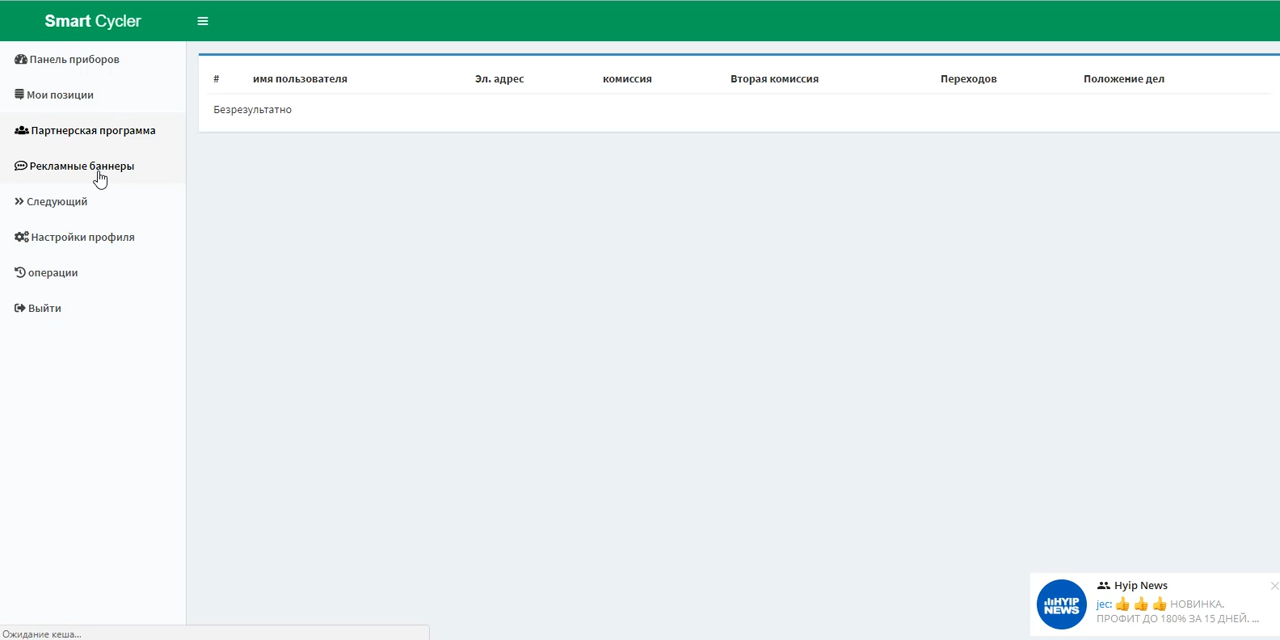 Smart Cycler
Панель приборов
Мои позиции
Партнерская программа
Рекламные баннеры
Следующий
Настройки профиля
операции
Выйти
# имя пользователя Эл. адрес комиссия Вторая комиссия Переходов Положение дел
Безрезультатно
HYIP
NEWS
Hyip News
jec: 👍 👍 👍 НОВИНКА.
ПРОФИТ ДО 180% ЗА 15 ДНЕЙ. ...
Ожидание кеша...